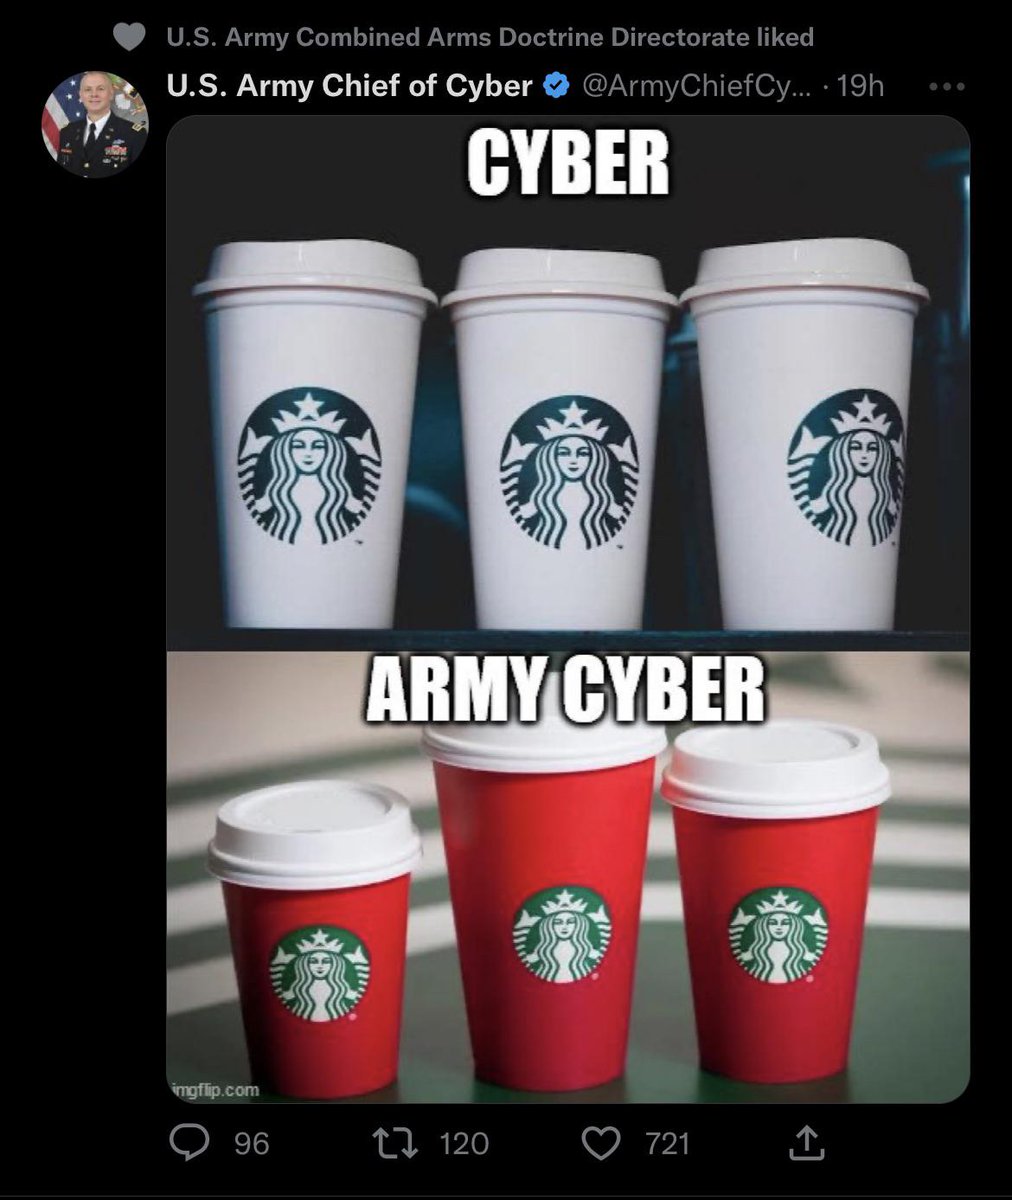 U.S. Army Combined Arms Doctrine Directorate liked
U.S. Army Chief of Cyber @ArmyChiefCy... · 19h
CYBER
ARMY CYBER
imgflip.com
96 120 721